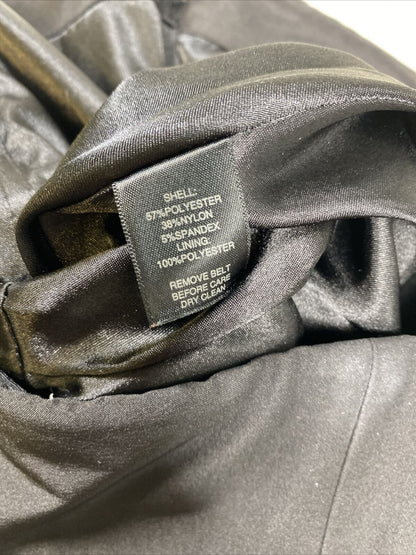 SHELL:
57%POLYESTER
38%NYLON
5%SPANDEX
LINING:
100%POLYESTER
REMOVE BELT
BEFORE CARE
DRY CLEAN